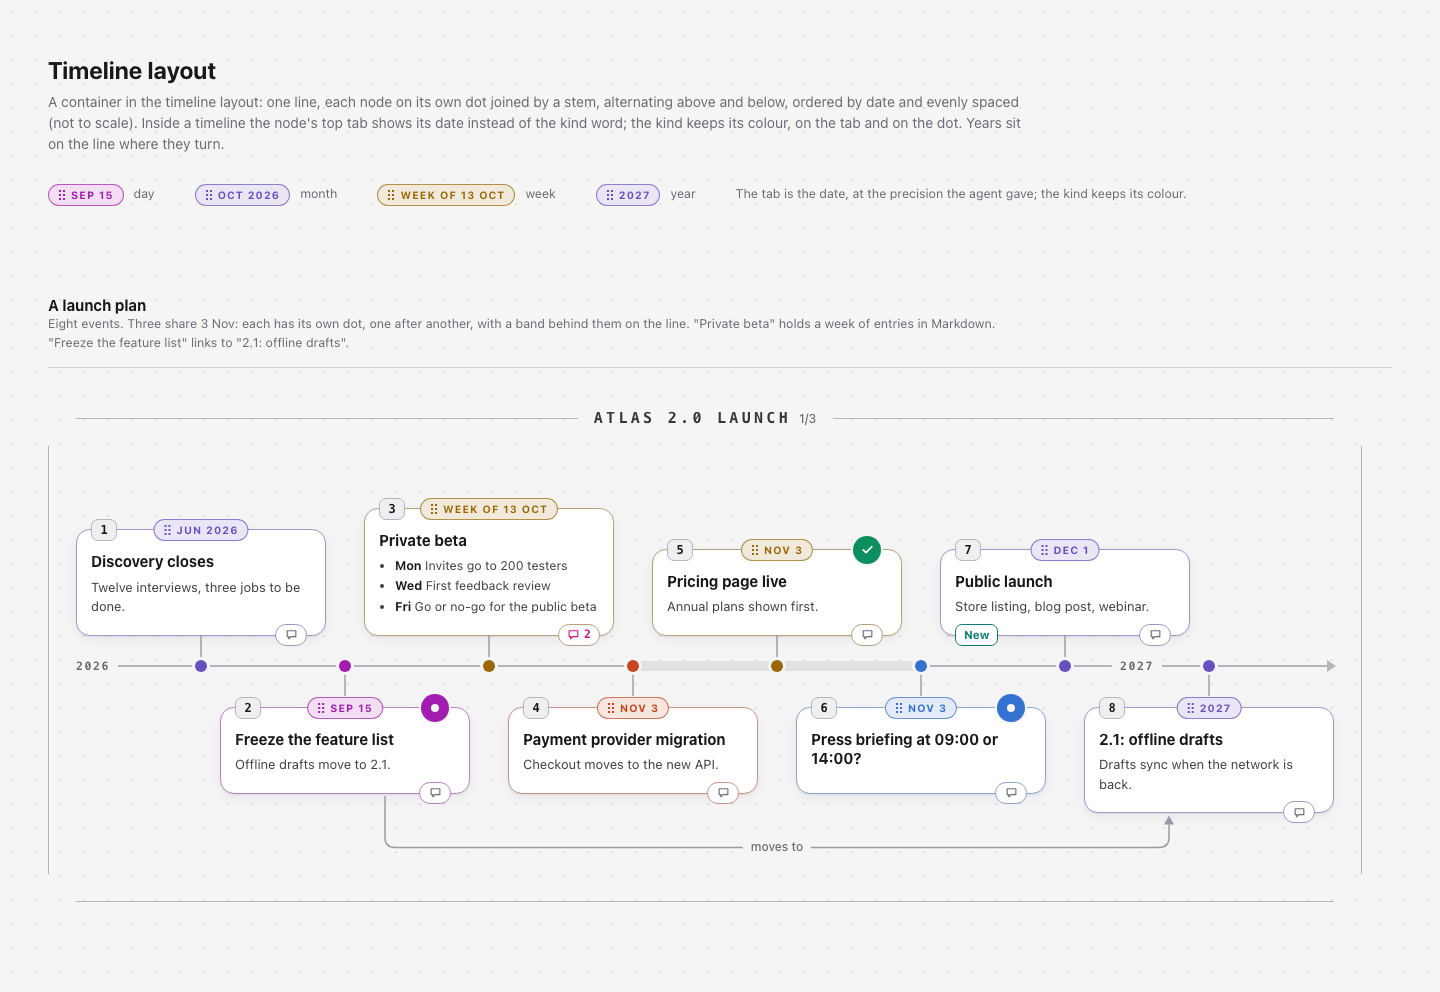 Timeline layout
A container in the timeline layout: one line, each node on its own dot joined by a stem, alternating above and below, ordered by date and evenly spaced
(not to scale). Inside a timeline the node's top tab shows its date instead of the kind word; the kind keeps its colour, on the tab and on the dot. Years sit
on the line where they turn.
SEP 15 day OCT 2026 month WEEK OF 13 OCT week 2027 year The tab is the date, at the precision the agent gave; the kind keeps its colour.
A launch plan
Eight events. Three share 3 Nov: each has its own dot, one after another, with a band behind them on the line. "Private beta" holds a week of entries in Markdown.
"Freeze the feature list" links to "2.1: offline drafts".
ATLAS 2.0 LAUNCH 1/3
1 JUN 2026
Discovery closes
Twelve interviews, three jobs to be
done.
3 WEEK OF 13 OCT
Private beta
Mon Invites go to 200 testers
Wed First feedback review
Fri Go or no-go for the public beta
2
5 NOV 3
Pricing page live
Annual plans shown first.
7 DEC 1
Public launch
Store listing, blog post, webinar.
New
2026
2027
2 SEP 15
Freeze the feature list
Offline drafts move to 2.1.
4 NOV 3
Payment provider migration
Checkout moves to the new API.
6 NOV 3
Press briefing at 09:00 or
14:00?
8 2027
2.1: offline drafts
Drafts sync when the network is
back.
moves to